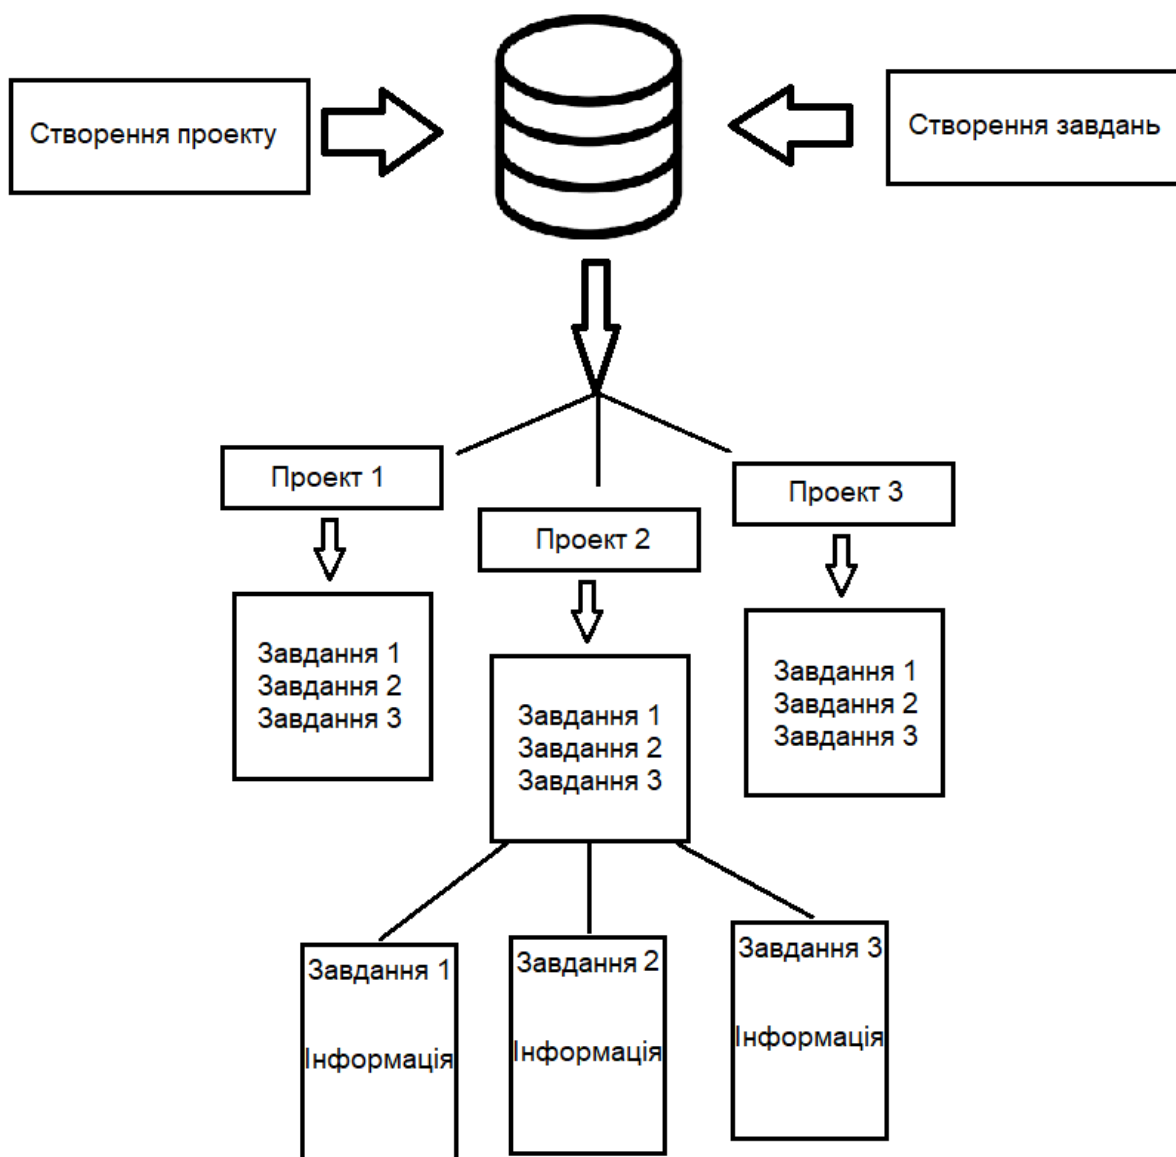 Створення проекту
Створення завдань
Проект 1
Проект 2
Проект 3
Завдання 1
Завдання 2
Завдання 3
Завдання 1
Завдання 2
Завдання 3
Завдання 1
Завдання 2
Завдання 3
Завдання 1
Інформація
Завдання 2
Інформація
Завдання 3
Інформація